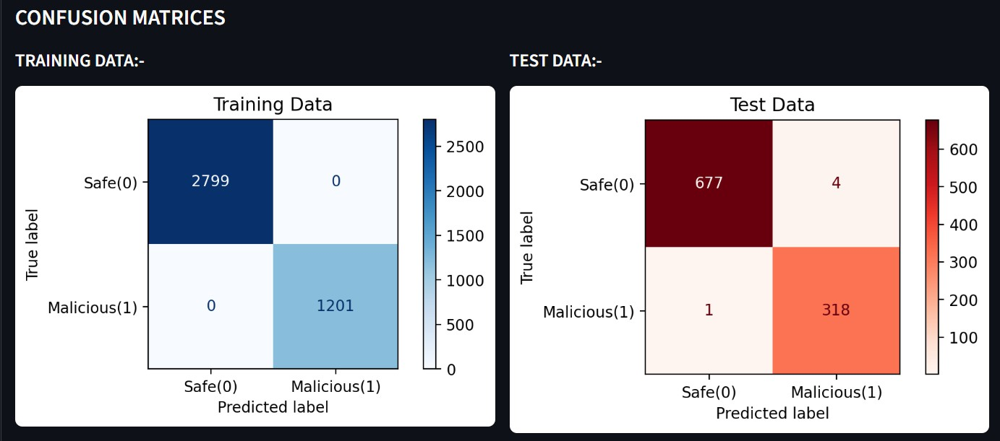 CONFUSION MATRICES
TRAINING DATA:-
Training Data
Safe(0)
2799
0
Malicious(1)
0
1201
True label
Safe(0)
Malicious(1)
Predicted label
2500
2000
1500
1000
500
0
TEST DATA:-
Test Data
Safe(0)
677
4
Malicious(1)
1
318
True label
Safe(0)
Malicious(1)
Predicted label
600
500
400
300
200
100